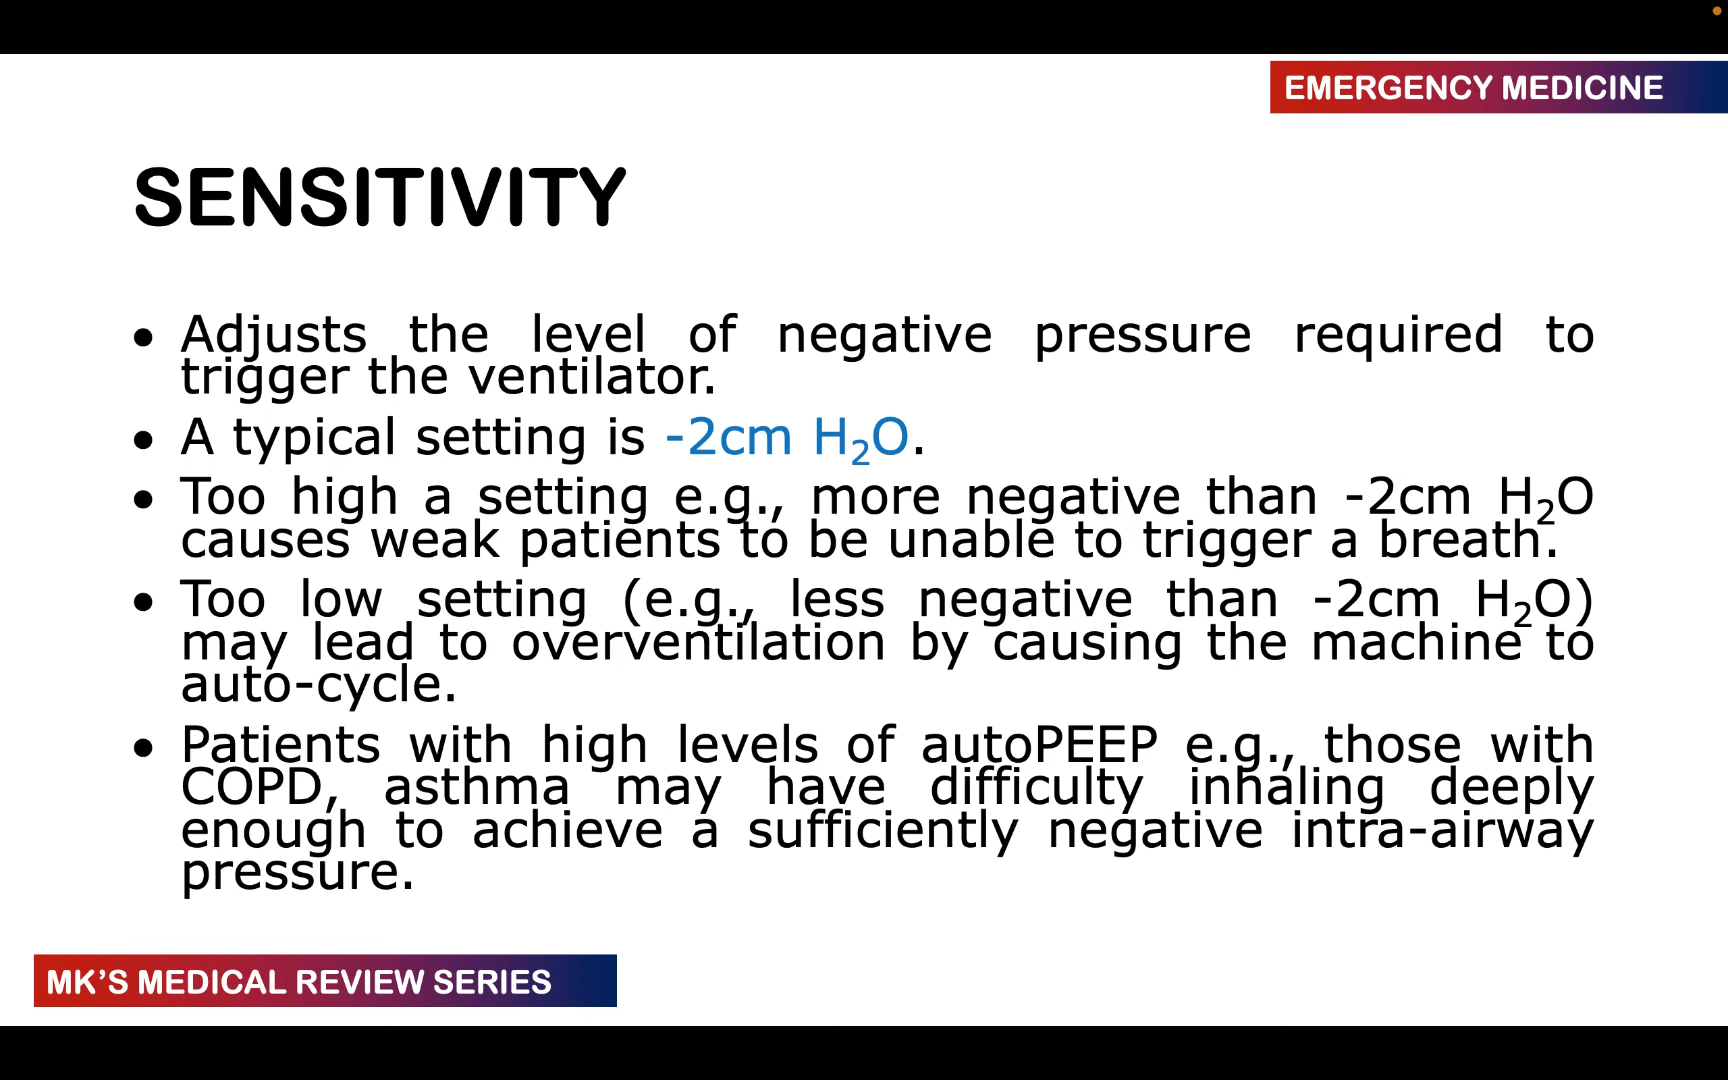 EMERGENCY MEDICINE
SENSITIVITY
• Adjusts the level of negative pressure required to
trigger the ventilator.
• A typical setting is -2cm H₂O.
• Too high a setting e.g., more negative than -2cm H₂O
causes weak patients to be unable to trigger a breath.
• Too low setting (e.g., less negative than -2cm H₂O)
may lead to overventilation by causing the machine to
auto-cycle.
• Patients with high levels of autoPEEP e.g., those with
COPD, asthma may have difficulty inhaling deeply
enough to achieve a sufficiently negative intra-airway
pressure.
MK'S MEDICAL REVIEW SERIES